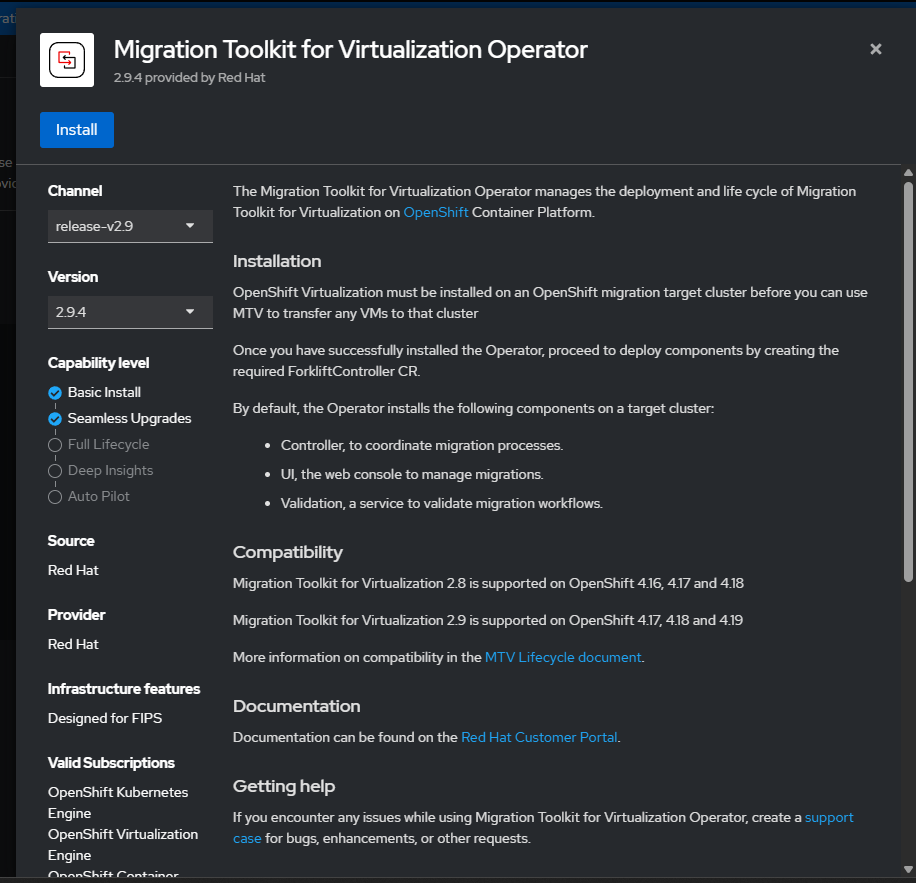 Migration Toolkit for Virtualization Operator
2.9.4 provided by Red Hat
Install
Channel
release-v2.9
Version
2.9.4
Capability level
Basic Install
Seamless Upgrades
Full Lifecycle
Deep Insights
Auto Pilot
Source
Red Hat
Provider
Red Hat
Infrastructure features
Designed for FIPS
Valid Subscriptions
OpenShift Kubernetes
Engine
OpenShift Virtualization
Engine
OpenShift Container
The Migration Toolkit for Virtualization Operator manages the deployment and life cycle of Migration
Toolkit for Virtualization on OpenShift Container Platform.
Installation
OpenShift Virtualization must be installed on an OpenShift migration target cluster before you can use
MTV to transfer any VMs to that cluster
Once you have successfully installed the Operator, proceed to deploy components by creating the
required ForkliftController CR.
By default, the Operator installs the following components on a target cluster:
• Controller, to coordinate migration processes.
• UI, the web console to manage migrations.
• Validation, a service to validate migration workflows.
Compatibility
Migration Toolkit for Virtualization 2.8 is supported on OpenShift 4.16, 4.17 and 4.18
Migration Toolkit for Virtualization 2.9 is supported on OpenShift 4.17, 4.18 and 4.19
More information on compatibility in the MTV Lifecycle document.
Documentation
Documentation can be found on the Red Hat Customer Portal.
Getting help
If you encounter any issues while using Migration Toolkit for Virtualization Operator, create a support
case for bugs, enhancements, or other requests.